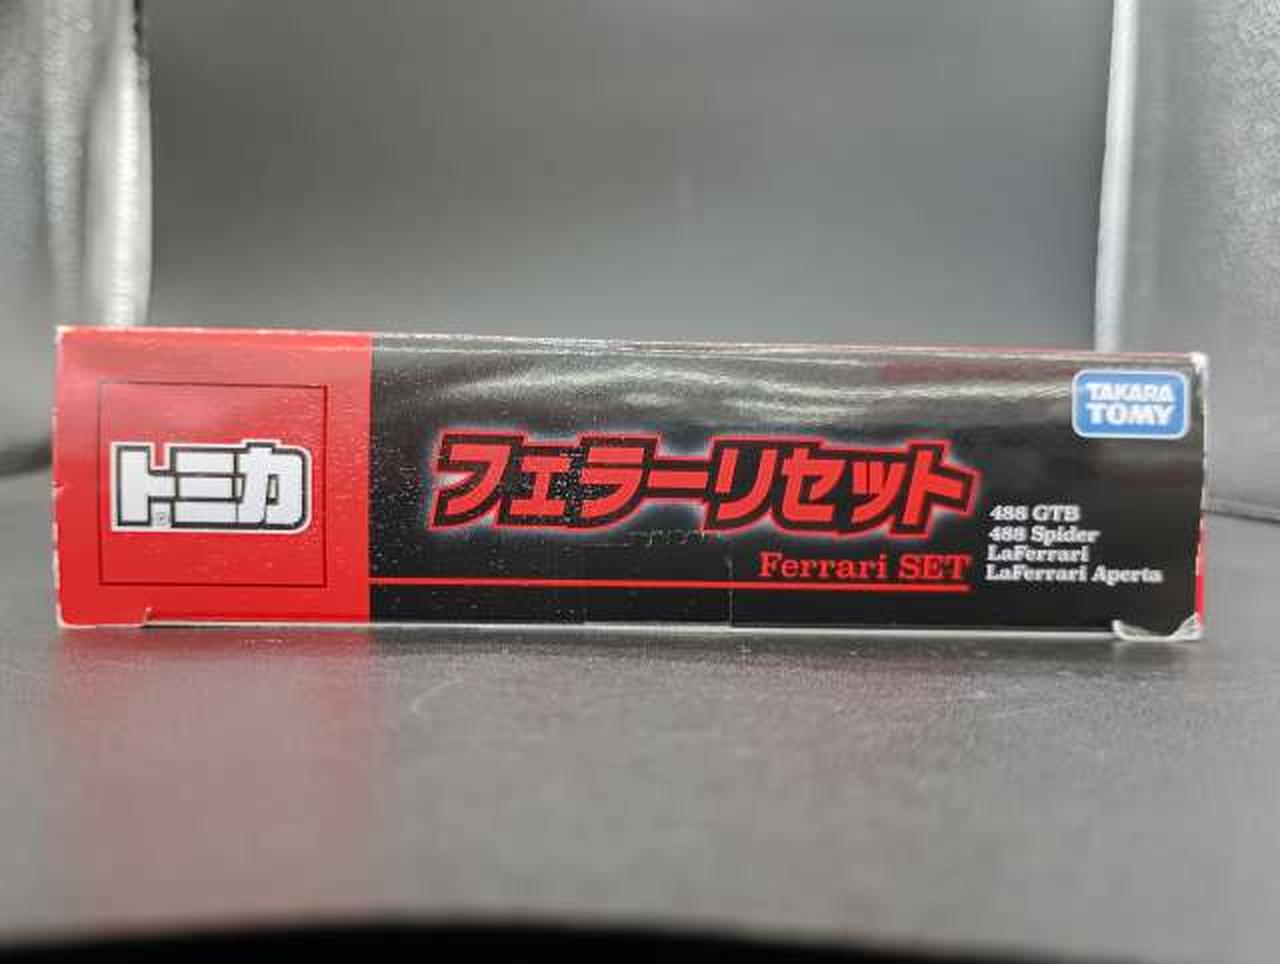 トミカ
フェラーリセット
Ferrari SET
TAKARA
TOMY
488 GTB
488 Spider
LaFerrari
LaFerrari Aperta